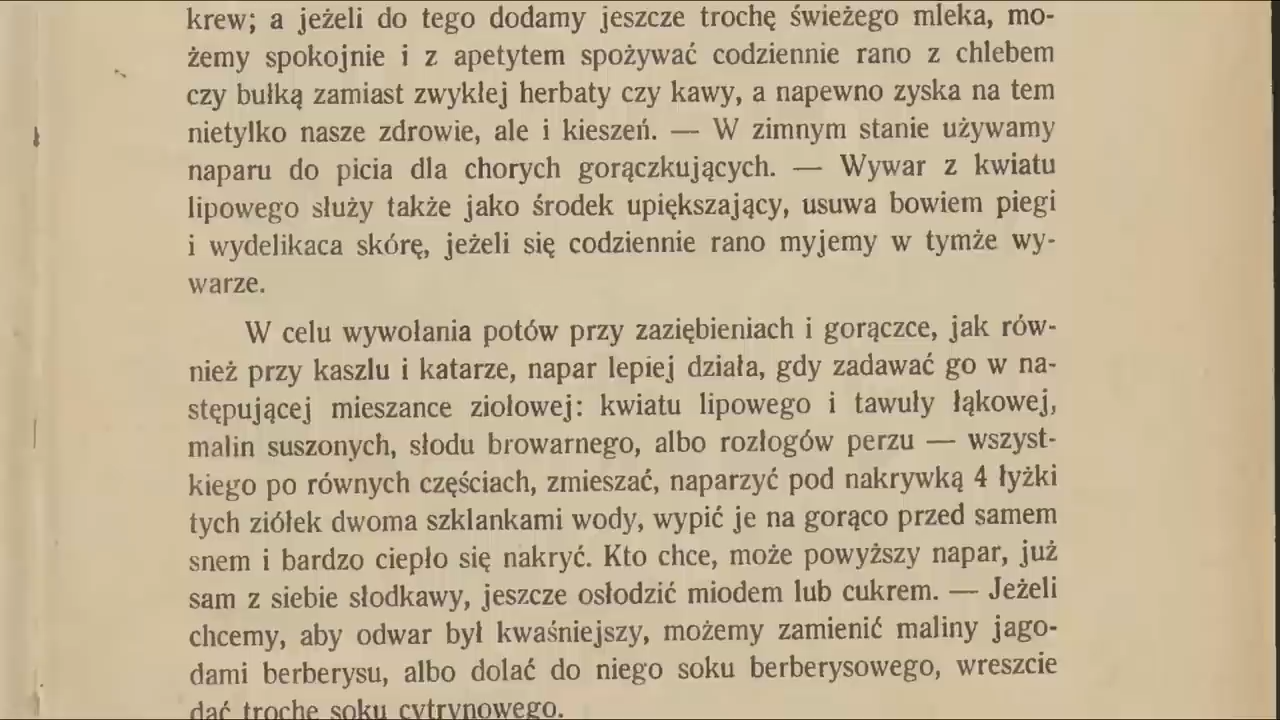 krew; a jeżeli do tego dodamy jeszcze trochę świeżego mleka, mo-
żemy spokojnie i z apetytem spożywać codziennie rano z chlebem
czy bułką zamiast zwykłej herbaty czy kawy, a napewno zyska na tem
nietylko nasze zdrowie, ale i kieszeń. — W zimnym stanie używamy
naparu do picia dla chorych gorączkujących. — Wywar z kwiatu
lipowego służy także jako środek upiększający, usuwa bowiem piegi
i wydelikaca skórę, jeżeli się codziennie rano myjemy w tymże wy-
warze.
W celu wywołania potów przy zaziębieniach i gorączce, jak rów-
nież przy kaszlu i katarze, napar lepiej działa, gdy zadawać go w na-
stępującej mieszance ziołowej: kwiatu lipowego i tawuły łąkowej,
malin suszonych, słodu browarnego, albo rozłogów perzu — wszyst-
kiego po równych częściach, zmieszać, naparzyć pod nakrywką 4 łyżki
tych ziółek dwoma szklankami wody, wypić je na gorąco przed samem
snem i bardzo ciepło się nakryć. Kto chce, może powyższy napar, już
sam z siebie słodkawy, jeszcze osłodzić miodem lub cukrem. — Jeżeli
chcemy, aby odwar był kwaśniejszy, możemy zamienić maliny jago-
dami berberysu, albo dolać do niego soku berberysowego, wreszcie
dać trochę soku cytrynowego.